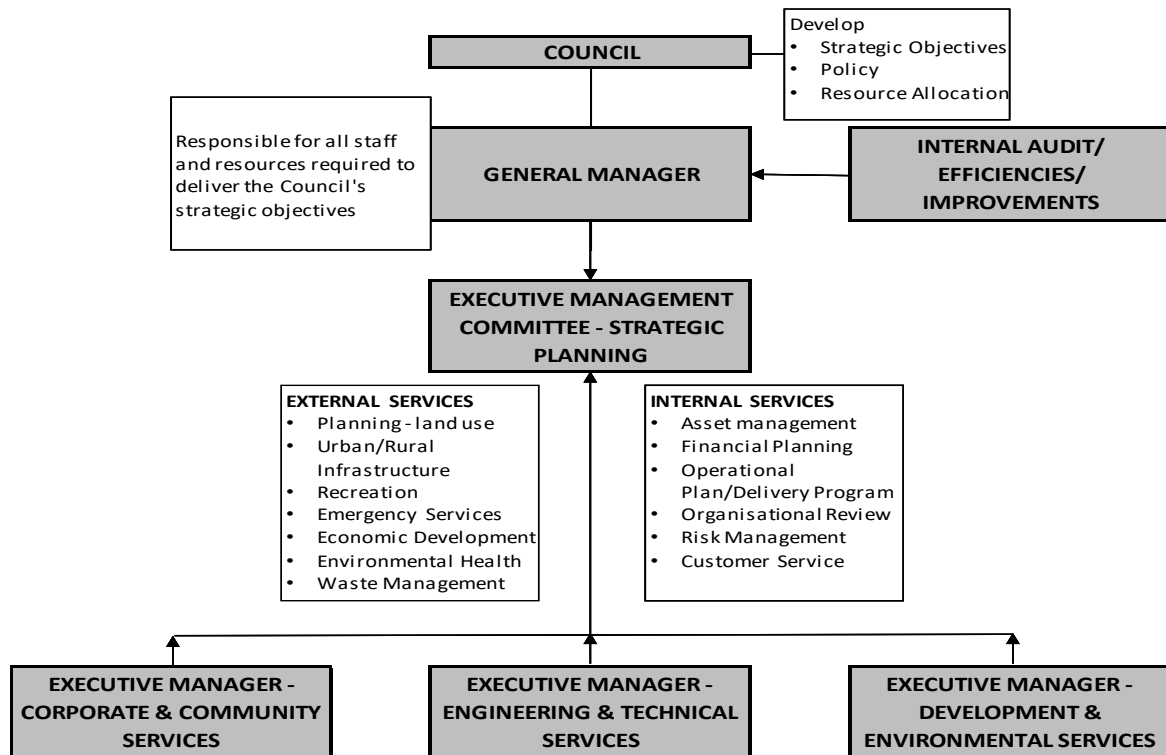 COUNCIL
Develop
• Strategic Objectives
• Policy
• Resource Allocation
Responsible for all staff
and resources required to
deliver the Council's
strategic objectives
GENERAL MANAGER
INTERNAL AUDIT/
EFFICIENCIES/
IMPROVEMENTS
EXECUTIVE MANAGEMENT
COMMITTEE - STRATEGIC
PLANNING
EXTERNAL SERVICES
• Planning - land use
• Urban/Rural
Infrastructure
• Recreation
• Emergency Services
• Economic Development
• Environmental Health
• Waste Management
INTERNAL SERVICES
• Asset management
• Financial Planning
• Operational
Plan/Delivery Program
• Organisational Review
• Risk Management
• Customer Service
EXECUTIVE MANAGER -
CORPORATE & COMMUNITY
SERVICES
EXECUTIVE MANAGER -
ENGINEERING & TECHNICAL
SERVICES
EXECUTIVE MANAGER -
DEVELOPMENT &
ENVIRONMENTAL SERVICES